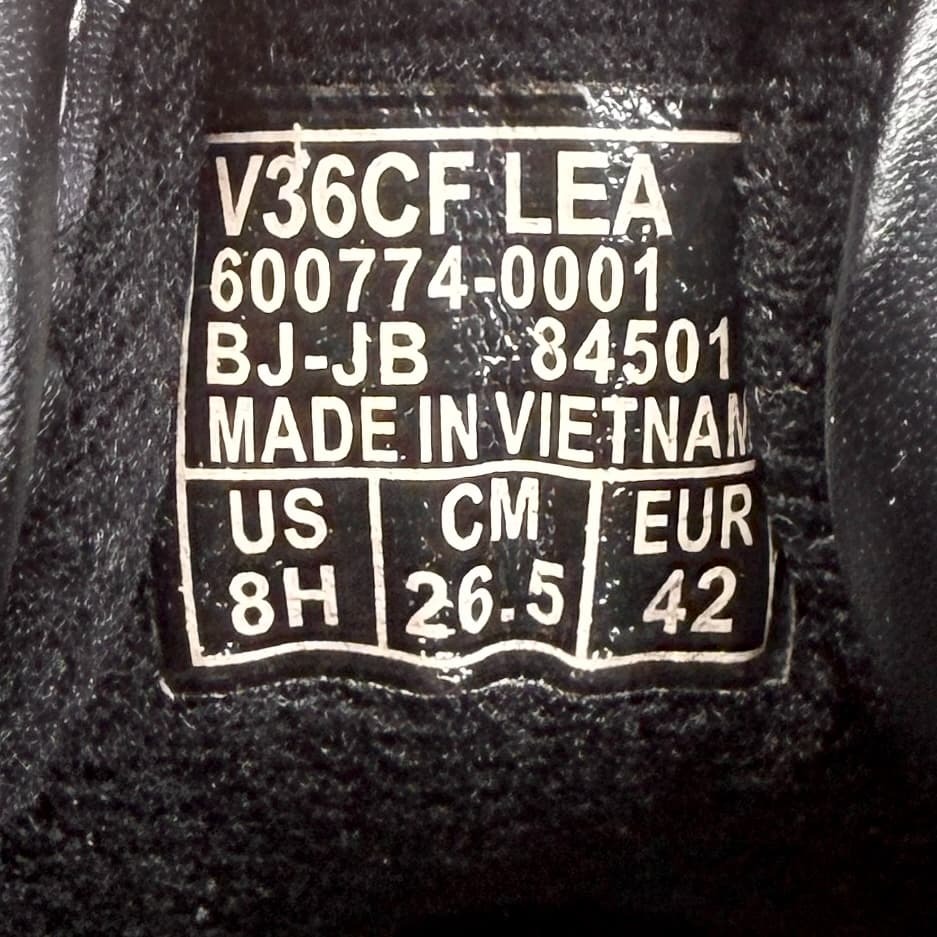 V36CF LEA
600774-0001
BJ-JB 84501
MADE IN VIETNAM
US CM EUR
8H 26.5 42